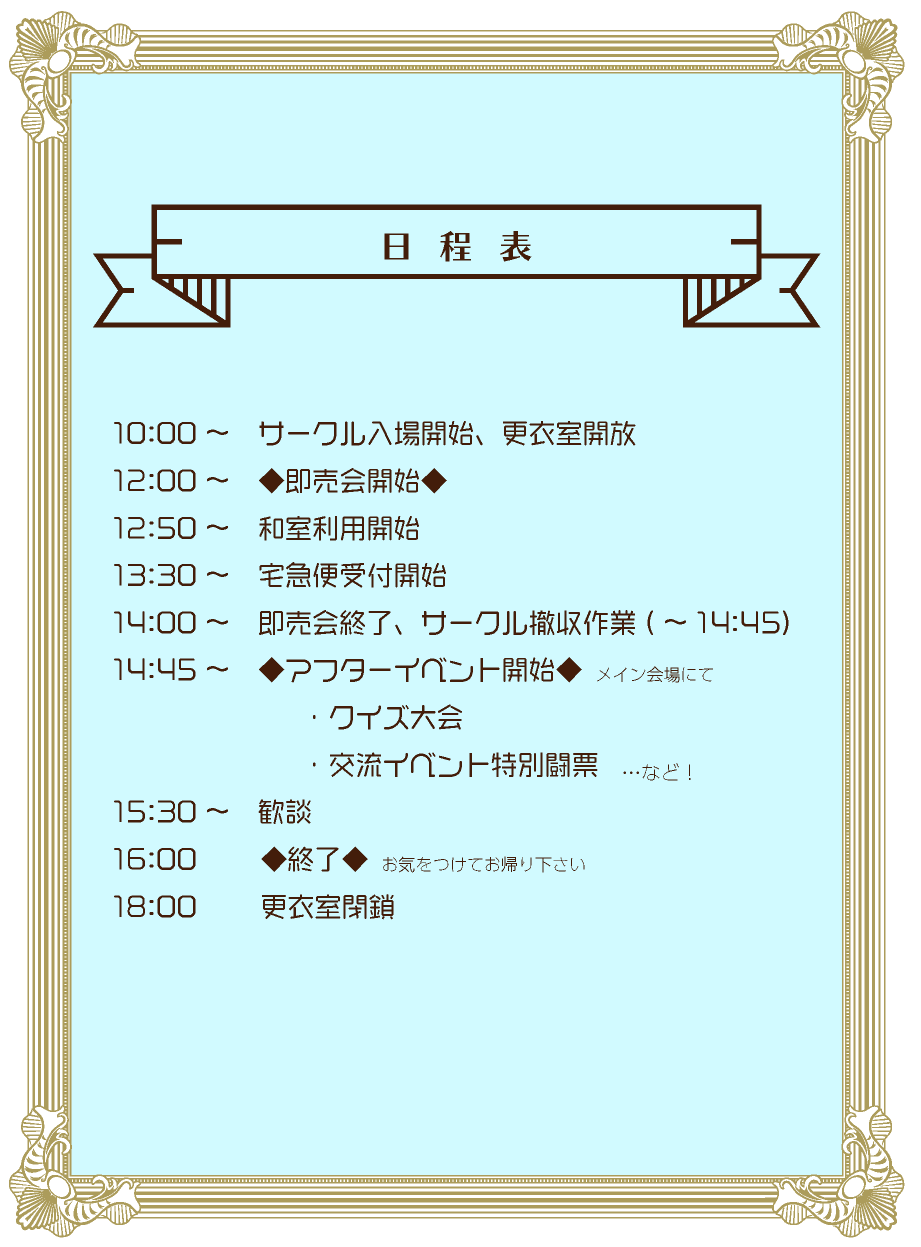 日程表
10:00～ サークル入場開始、更衣室開放
12:00～ ◆即売会開始◆
12:50～ 和室利用開始
13:30～ 宅急便受付開始
14:00～ 即売会終了、サークル撤収作業(～14:45)
14:45～ ◆アフターイベント開始◆ メイン会場にて
・クイズ大会
・交流イベント特別闘票 …など！
15:30～ 歓談
16:00 ◆終了◆ お気をつけてお帰り下さい
18:00 更衣室閉鎖